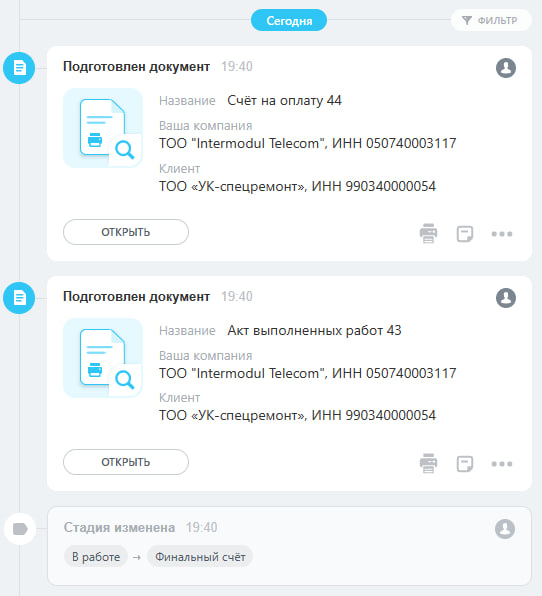 Сегодня
ФИЛЬТР
Подготовлен документ 19:40
Название Счёт на оплату 44
Ваша компания
ТОО "Intermodul Telecom", ИНН 050740003117
Клиент
ТОО «УК-спецремонт», ИНН 990340000054
ОТКРЫТЬ
Подготовлен документ 19:40
Название Акт выполненных работ 43
Ваша компания
ТОО "Intermodul Telecom", ИНН 050740003117
Клиент
ТОО «УК-спецремонт», ИНН 990340000054
ОТКРЫТЬ
Стадия изменена 19:40
В работе → Финальный счёт